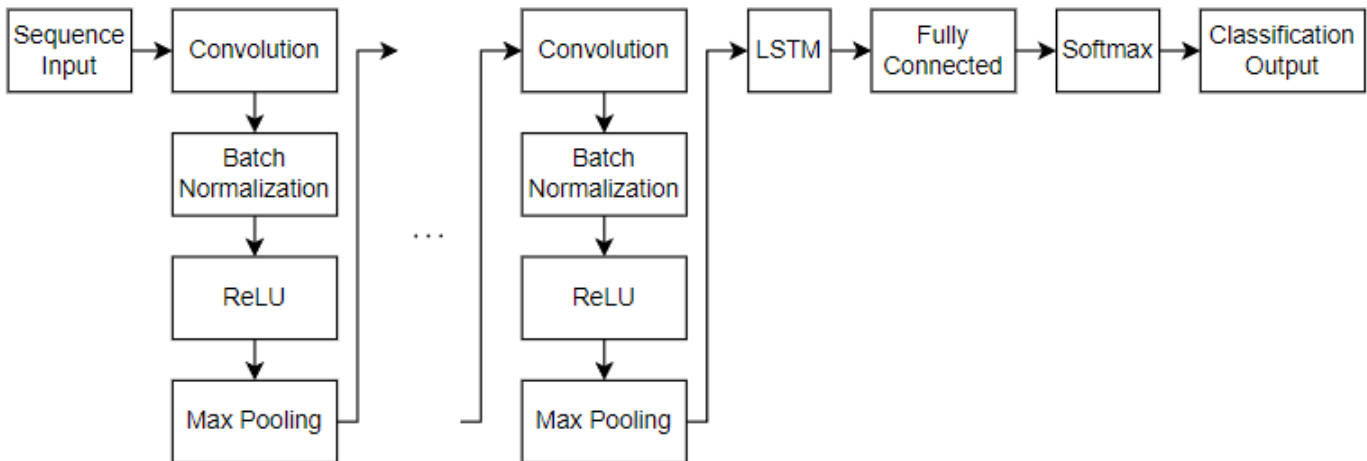 Sequence
Input
Convolution
Batch
Normalization
ReLU
Max Pooling
...
Convolution
Batch
Normalization
ReLU
Max Pooling
LSTM
Fully
Connected
Softmax
Classification
Output